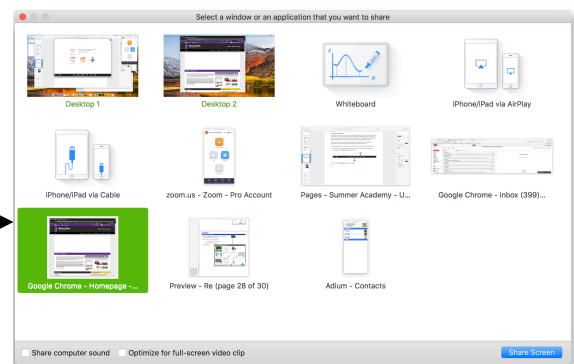 Select a window or an application that you want to share
Desktop 1
Desktop 2
Whiteboard
iPhone/iPad via AirPlay
iPhone/iPad via Cable
zoom.us - Zoom - Pro Account
Pages - Summer Academy - U...
Google Chrome - Inbox (399)...
Google Chrome - Homepage -...
Preview - Re (page 28 of 30)
Adium - Contacts
Share computer sound
Optimize for full-screen video clip
Share Screen